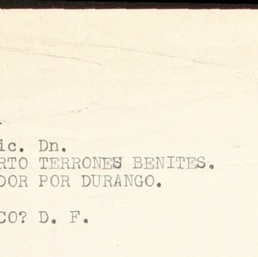 ic. Dn.
RTO TERRONES BENITES.
DOR POR DURANGO.
CO? D. F.